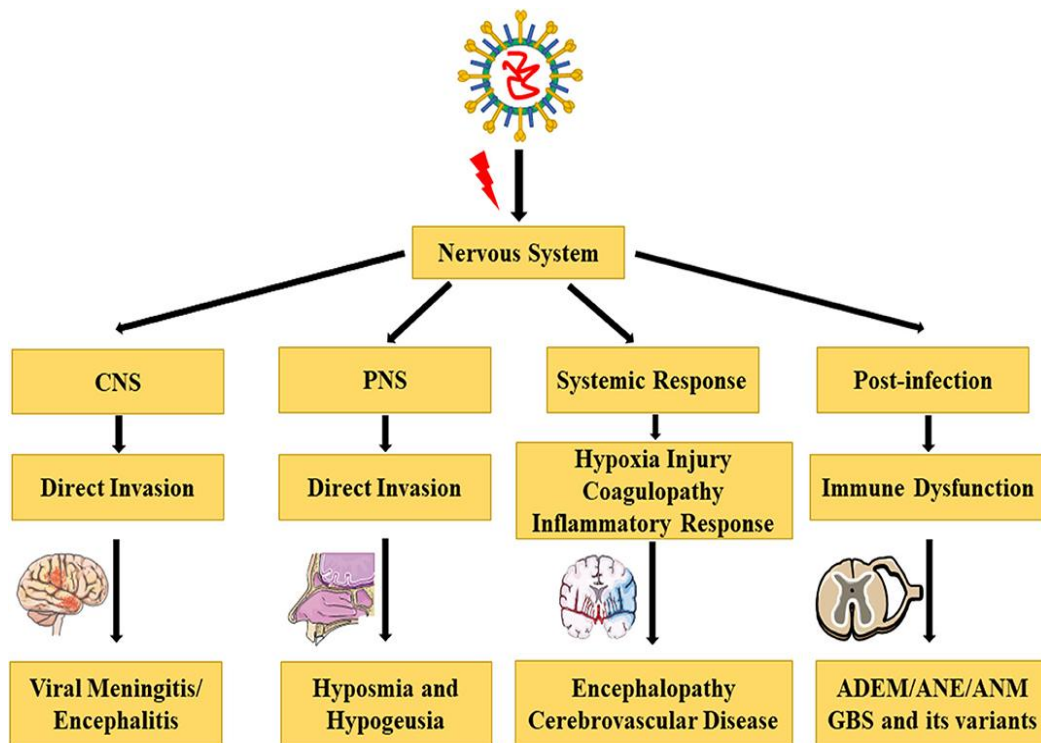 Nervous System
CNS
PNS
Systemic Response
Post-infection
Direct Invasion
Direct Invasion
Hypoxia Injury
Coagulopathy
Inflammatory Response
Immune Dysfunction
Viral Meningitis/
Encephalitis
Hyposmia and
Hypogeusia
Encephalopathy
Cerebrovascular Disease
ADEM/ANE/ANM
GBS and its variants